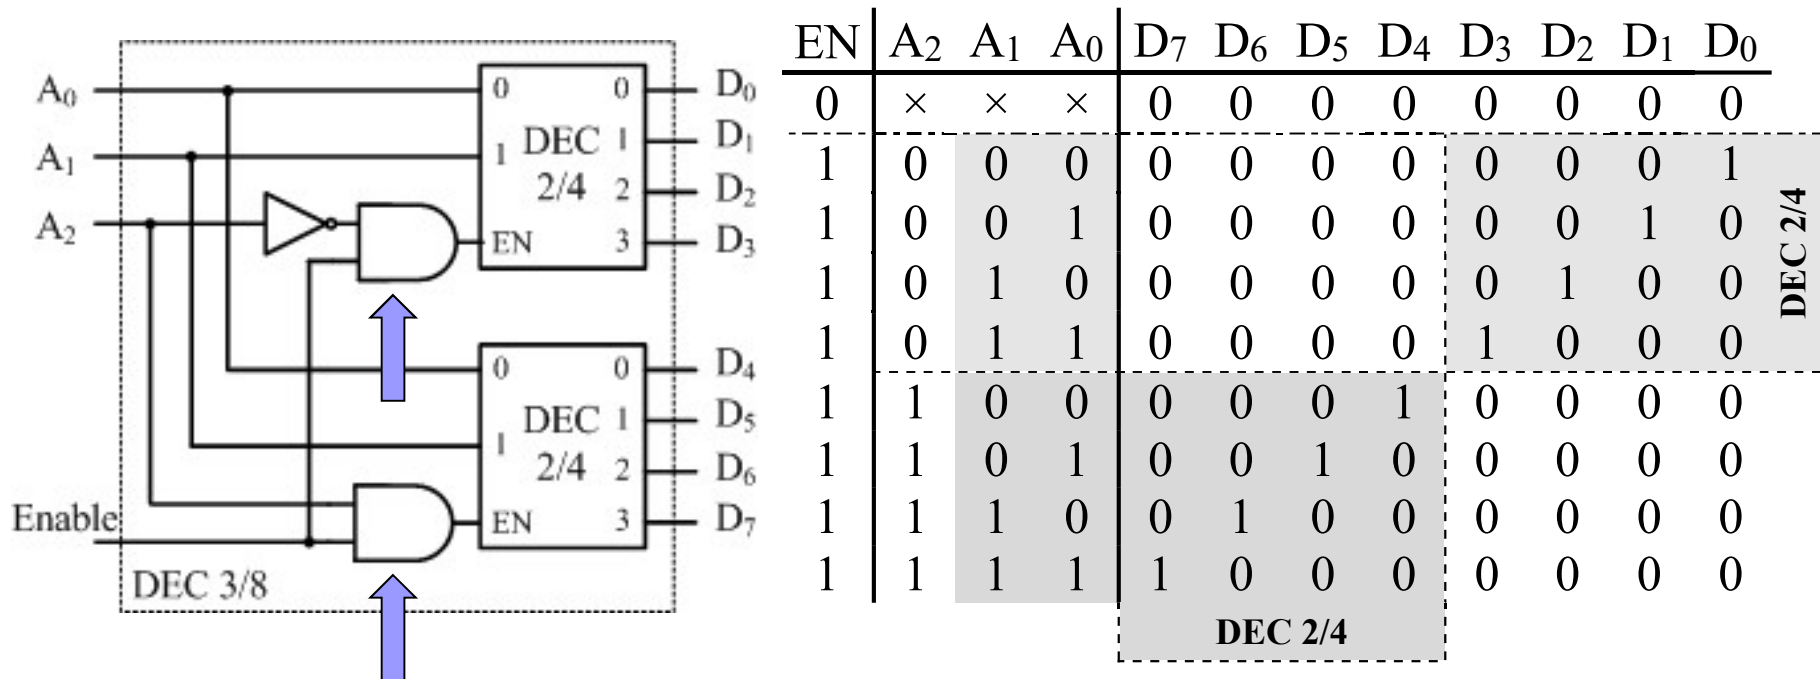 A₀
A₁
A₂
Enable
DEC 3/8
0 0 D₀
DEC 1 D₁
1
2/4 2 D₂
EN 3 D₃
0 0 D₄
DEC 1 D₅
1
2/4 2 D₆
EN 3 D₇
EN A₂ A₁ A₀ D₇ D₆ D₅ D₄ D₃ D₂ D₁ D₀
0 × × × 0 0 0 0 0 0 0 0
1 0 0 0 0 0 0 0 0 0 0 1
1 0 0 1 0 0 0 0 0 0 1 0
1 0 1 0 0 0 0 0 0 1 0 0
1 0 1 1 0 0 0 0 1 0 0 0
1 1 0 0 0 0 0 1 0 0 0 0
1 1 0 1 0 0 1 0 0 0 0 0
1 1 1 0 0 1 0 0 0 0 0 0
1 1 1 1 1 0 0 0 0 0 0 0
DEC 2/4
DEC 2/4